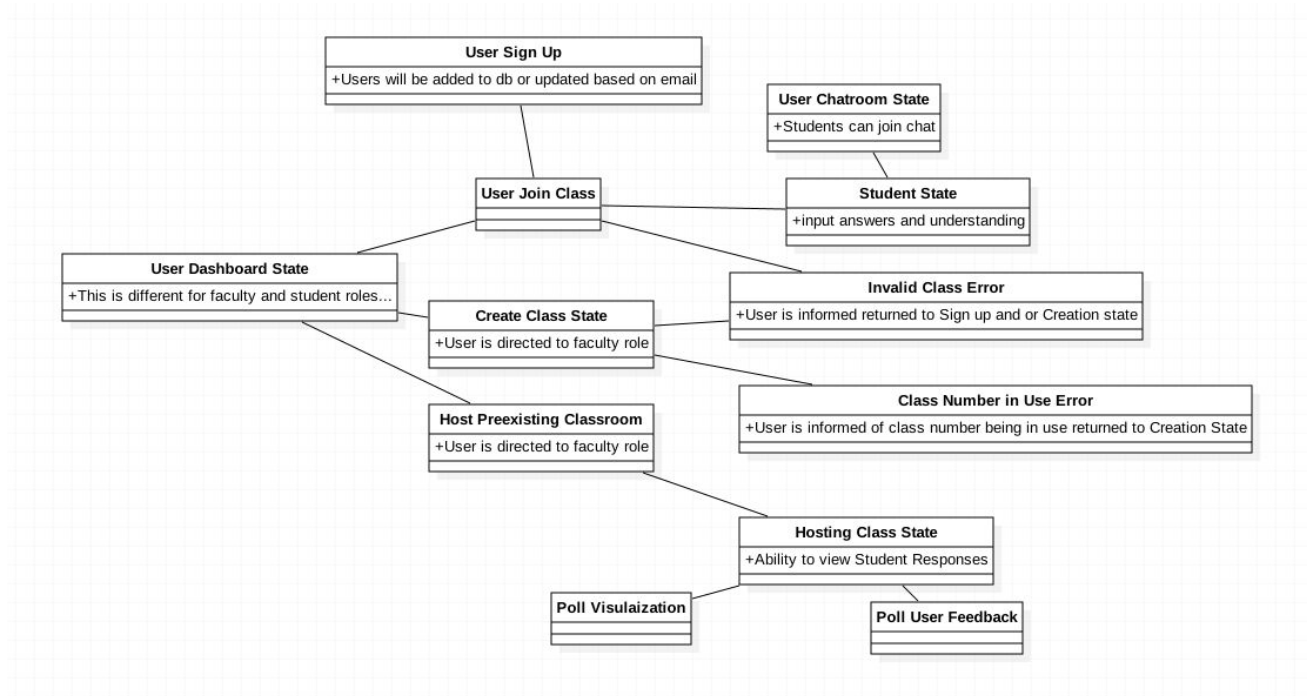 User Sign Up
+Users will be added to db or updated based on email
User Chatroom State
+Students can join chat
User Join Class
Student State
+input answers and understanding
User Dashboard State
+This is different for faculty and student roles...
Invalid Class Error
+User is informed returned to Sign up and or Creation state
Create Class State
+User is directed to faculty role
Class Number in Use Error
+User is informed of class number being in use returned to Creation State
Host Preexisting Classroom
+User is directed to faculty role
Hosting Class State
+Ability to view Student Responses
Poll Visulaization
Poll User Feedback